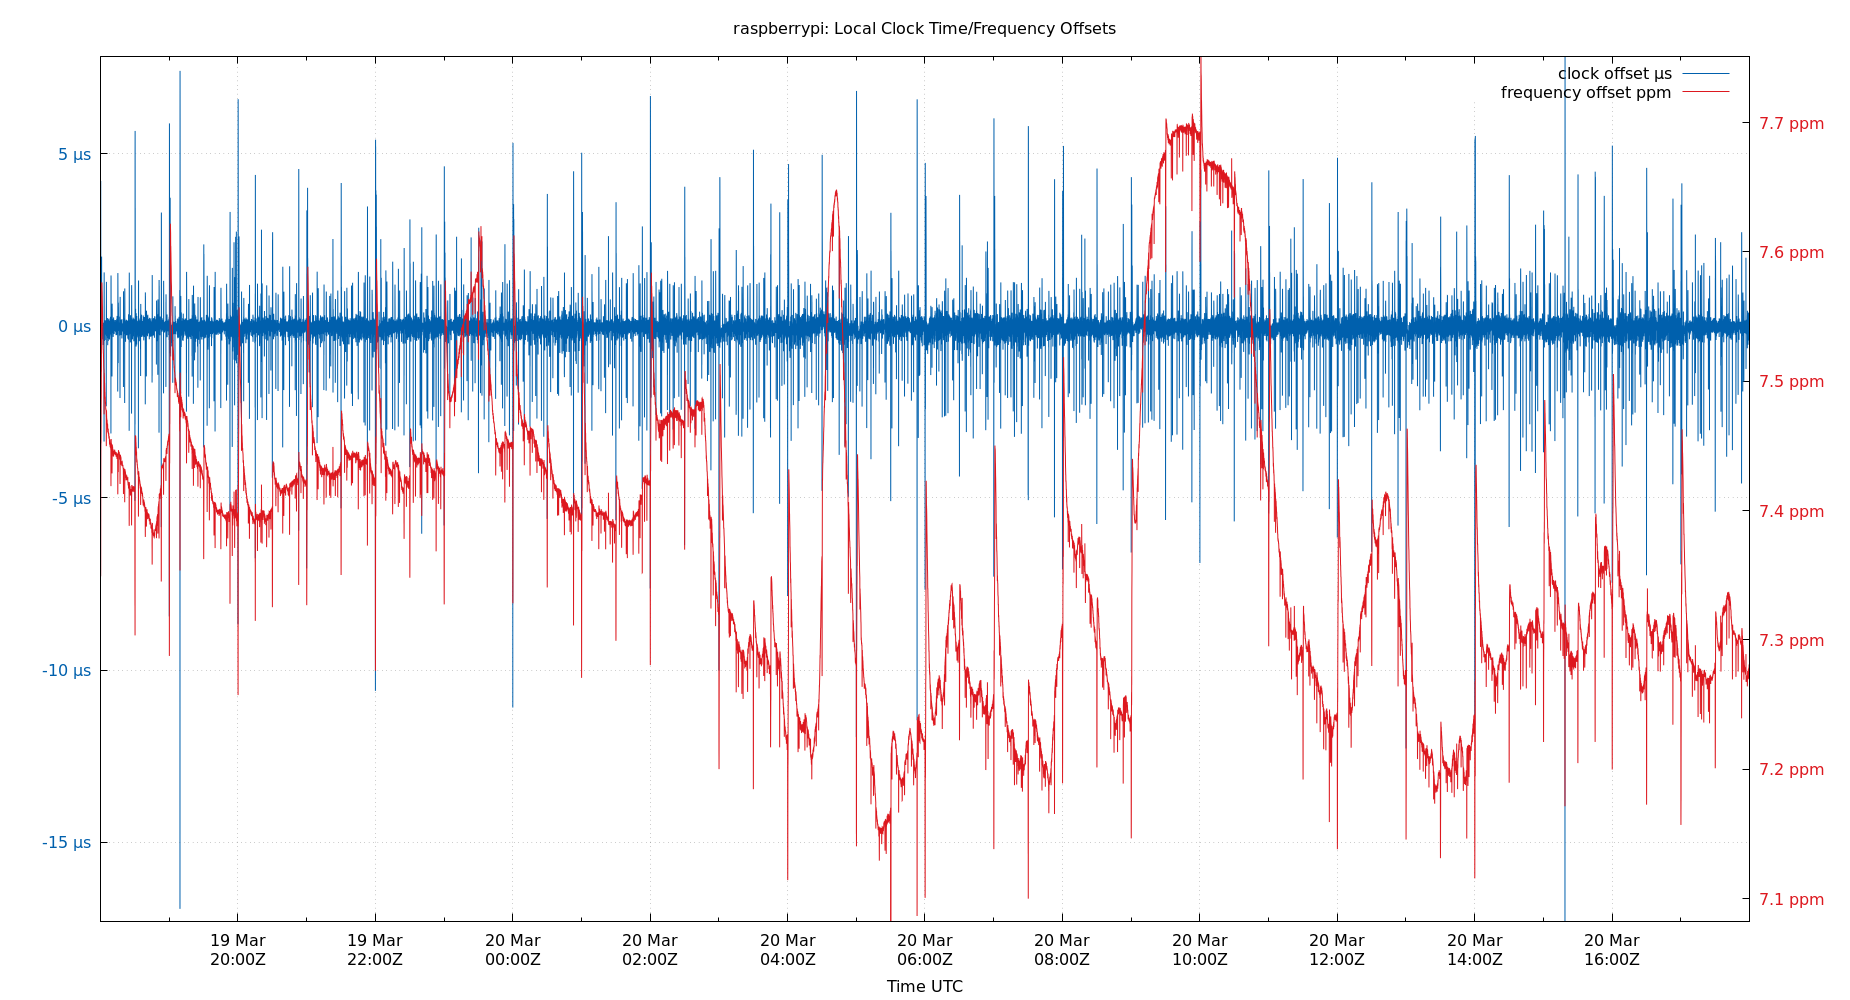 raspberrypi: Local Clock Time/Frequency Offsets
clock offset µs
frequency offset ppm
5 µs
0 µs
-5 µs
-10 µs
-15 µs
7.7 ppm
7.6 ppm
7.5 ppm
7.4 ppm
7.3 ppm
7.2 ppm
7.1 ppm
19 Mar
20:00Z
19 Mar
22:00Z
20 Mar
00:00Z
20 Mar
02:00Z
20 Mar
04:00Z
20 Mar
06:00Z
20 Mar
08:00Z
20 Mar
10:00Z
20 Mar
12:00Z
20 Mar
14:00Z
20 Mar
16:00Z
Time UTC